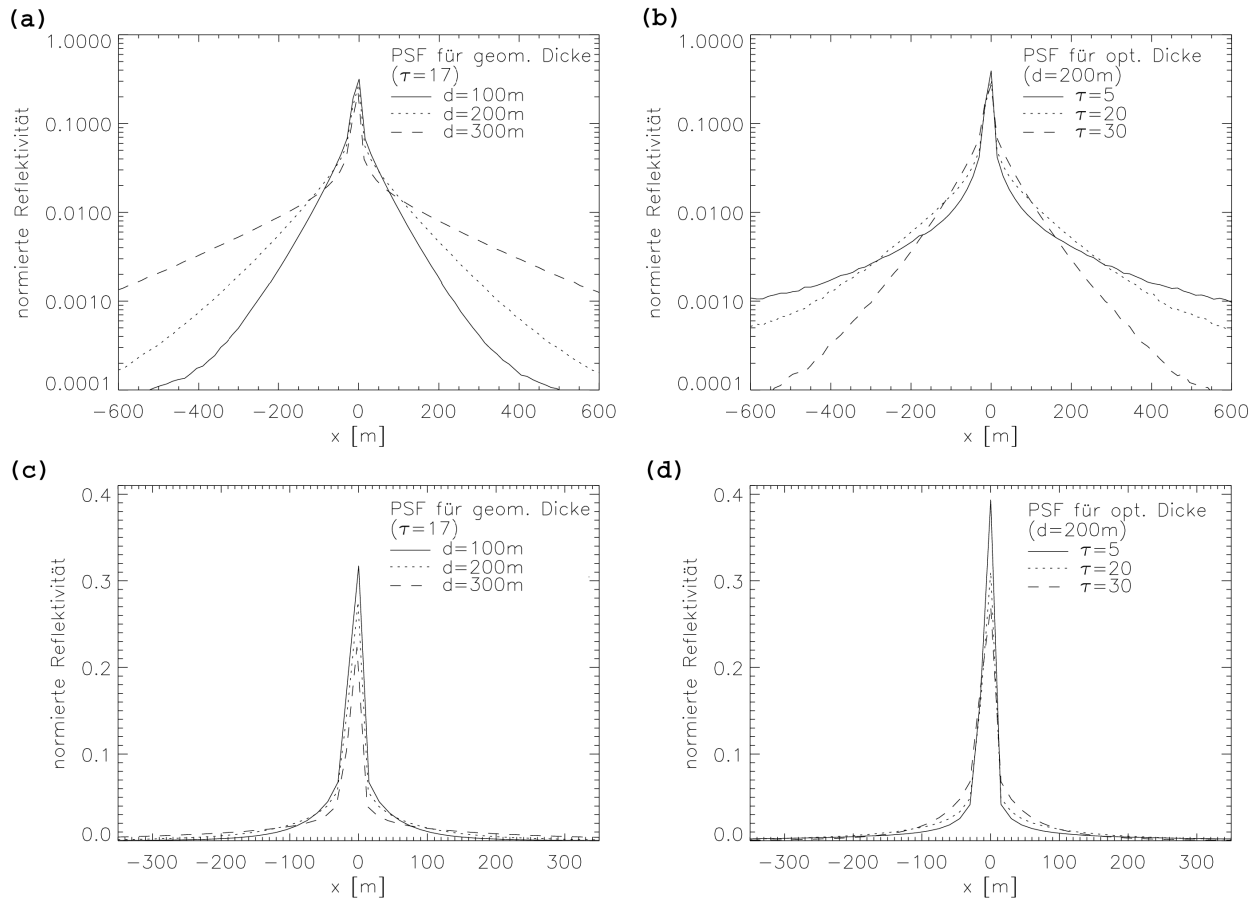 (a)
1.0000
0.1000
0.0100
0.0010
0.0001
normierte Reflektivität
PSF für geom. Dicke
(τ=17)
d=100m
d=200m
d=300m
−600 −400 −200 0 200 400 600
x [m]
(b)
1.0000
0.1000
0.0100
0.0010
0.0001
normierte Reflektivität
PSF für opt. Dicke
(d=200m)
τ=5
τ=20
τ=30
−600 −400 −200 0 200 400 600
x [m]
(c)
0.4
0.3
0.2
0.1
0.0
normierte Reflektivität
PSF für geom. Dicke
(τ=17)
d=100m
d=200m
d=300m
−300 −200 −100 0 100 200 300
x [m]
(d)
0.4
0.3
0.2
0.1
0.0
normierte Reflektivität
PSF für opt. Dicke
(d=200m)
τ=5
τ=20
τ=30
−300 −200 −100 0 100 200 300
x [m]